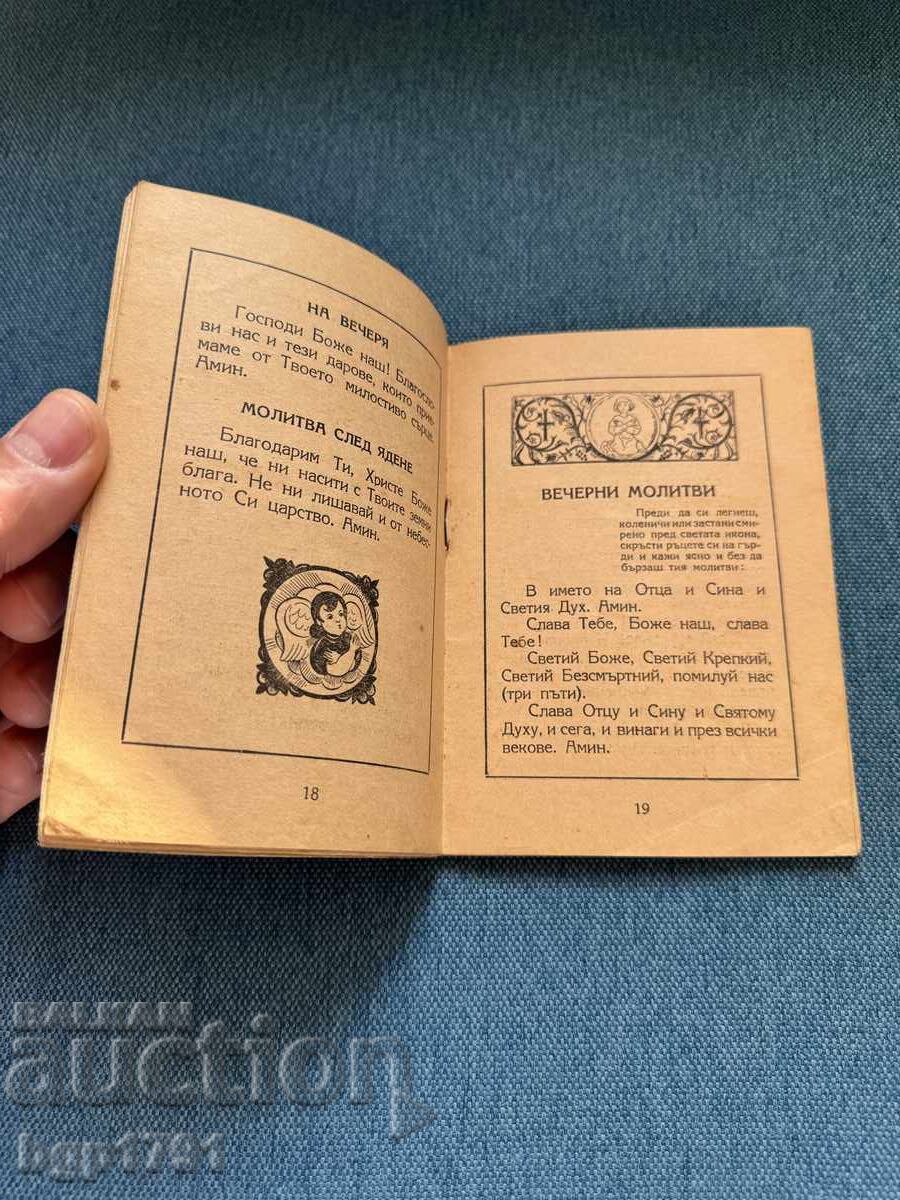 НА ВЕЧЕРЯ
Господи Боже наш! Благосло-
ви нас и тези дарове, които прие-
маме от Твоето милостиво сърце.
Амин.
МОЛИТВА СЛЕД ЯДЕНЕ
Благодарим Ти, Христе Боже
наш, че ни насити с Твоите земни
блага. Не ни лишавай и от небес-
ното Си царство. Амин.
18
ВЕЧЕРНИ МОЛИТВИ
Преди да си легнеш,
коленичи или застани сми-
рено пред светата икона,
скръсти ръцете си на гър-
ди и кажи ясно и без да
бързаш тия молитви:
В името на Отца и Сина и
Светия Дух. Амин.
Слава Тебе, Боже наш, слава
Тебе!
Светий Боже, Светий Крепкий,
Светий Безсмъртний, помилуй нас
(три пъти).
Слава Отцу и Сину и Святому
Духу, и сега, и винаги и през всички
векове. Амин.
19
BALKAN
auction
bgp1791